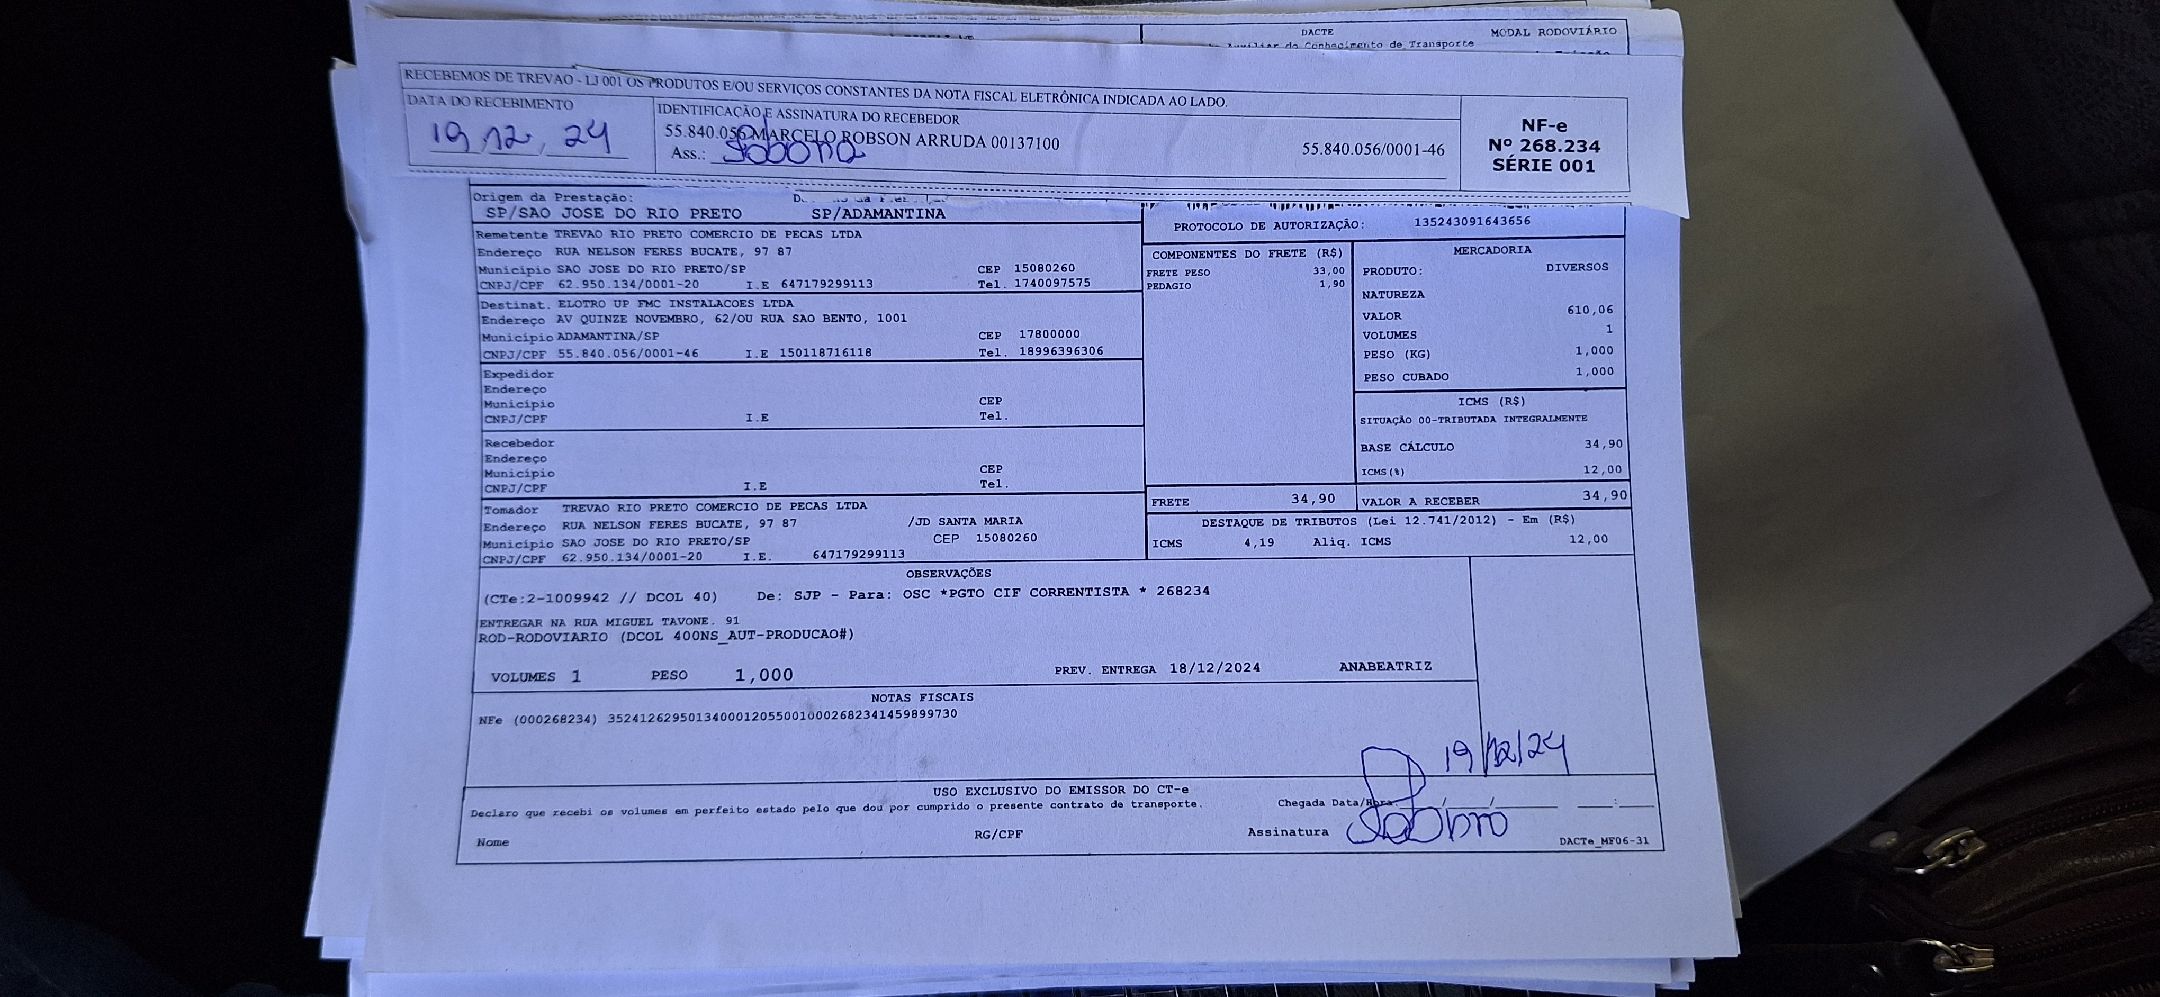 DACTE MODAL RODOVIÁRIO
do Conhecimento de Transporte
RECEBEMOS DE TREVAO - LJ 001 OS PRODUTOS E/OU SERVIÇOS CONSTANTES DA NOTA FISCAL ELETRÔNICA INDICADA AO LADO.
DATA DO RECEBIMENTO
19, 12, 24
IDENTIFICAÇÃO E ASSINATURA DO RECEBEDOR
55.840.056 MARCELO ROBSON ARRUDA 00137100
Ass.: 55.840.056/0001-46
NF-e
Nº 268.234
SÉRIE 001
Origem da Prestação:
SP/SAO JOSE DO RIO PRETO SP/ADAMANTINA
PROTOCOLO DE AUTORIZAÇÃO: 135243091643656
Remetente TREVAO RIO PRETO COMERCIO DE PECAS LTDA
Endereço RUA NELSON FERES BUCATE, 97 87
Município SAO JOSE DO RIO PRETO/SP CEP 15080260
CNPJ/CPF 62.950.134/0001-20 I.E 647179299113 Tel. 1740097575
Destinat. ELOTRO UP FMC INSTALACOES LTDA
Endereço AV QUINZE NOVEMBRO, 62/OU RUA SAO BENTO, 1001
Município ADAMANTINA/SP CEP 17800000
CNPJ/CPF 55.840.056/0001-46 I.E 150118716118 Tel. 18996396306
Expedidor
Endereço
Município CEP
CNPJ/CPF I.E Tel.
Recebedor
Endereço
Município CEP
CNPJ/CPF I.E Tel.
Tomador TREVAO RIO PRETO COMERCIO DE PECAS LTDA
Endereço RUA NELSON FERES BUCATE, 97 87 /JD SANTA MARIA
Município SAO JOSE DO RIO PRETO/SP CEP 15080260
CNPJ/CPF 62.950.134/0001-20 I.E. 647179299113
COMPONENTES DO FRETE (R$)
FRETE PESO 33,00
PEDAGIO 1,90
FRETE 34,90
MERCADORIA
PRODUTO: DIVERSOS
NATUREZA
VALOR 610,06
VOLUMES 1
PESO (KG) 1,000
PESO CUBADO 1,000
ICMS (R$)
SITUAÇÃO 00-TRIBUTADA INTEGRALMENTE
BASE CÁLCULO 34,90
ICMS(%) 12,00
VALOR A RECEBER 34,90
DESTAQUE DE TRIBUTOS (Lei 12.741/2012) - Em (R$)
ICMS 4,19 Aliq. ICMS 12,00
OBSERVAÇÕES
(CTe:2-1009942 // DCOL 40) De: SJP - Para: OSC *PGTO CIF CORRENTISTA * 268234
ENTREGAR NA RUA MIGUEL TAVONE. 91
ROD-RODOVIARIO (DCOL 400NS_AUT-PRODUCAO#)
VOLUMES 1 PESO 1,000 PREV. ENTREGA 18/12/2024 ANABEATRIZ
NOTAS FISCAIS
NFe (000268234) 35241262950134000120550010002682341459899730
19/12/24
USO EXCLUSIVO DO EMISSOR DO CT-e
Declaro que recebi os volumes em perfeito estado pelo que dou por cumprido o presente contrato de transporte. Chegada Data/Hora
Nome RG/CPF Assinatura DACTe_MF06-31